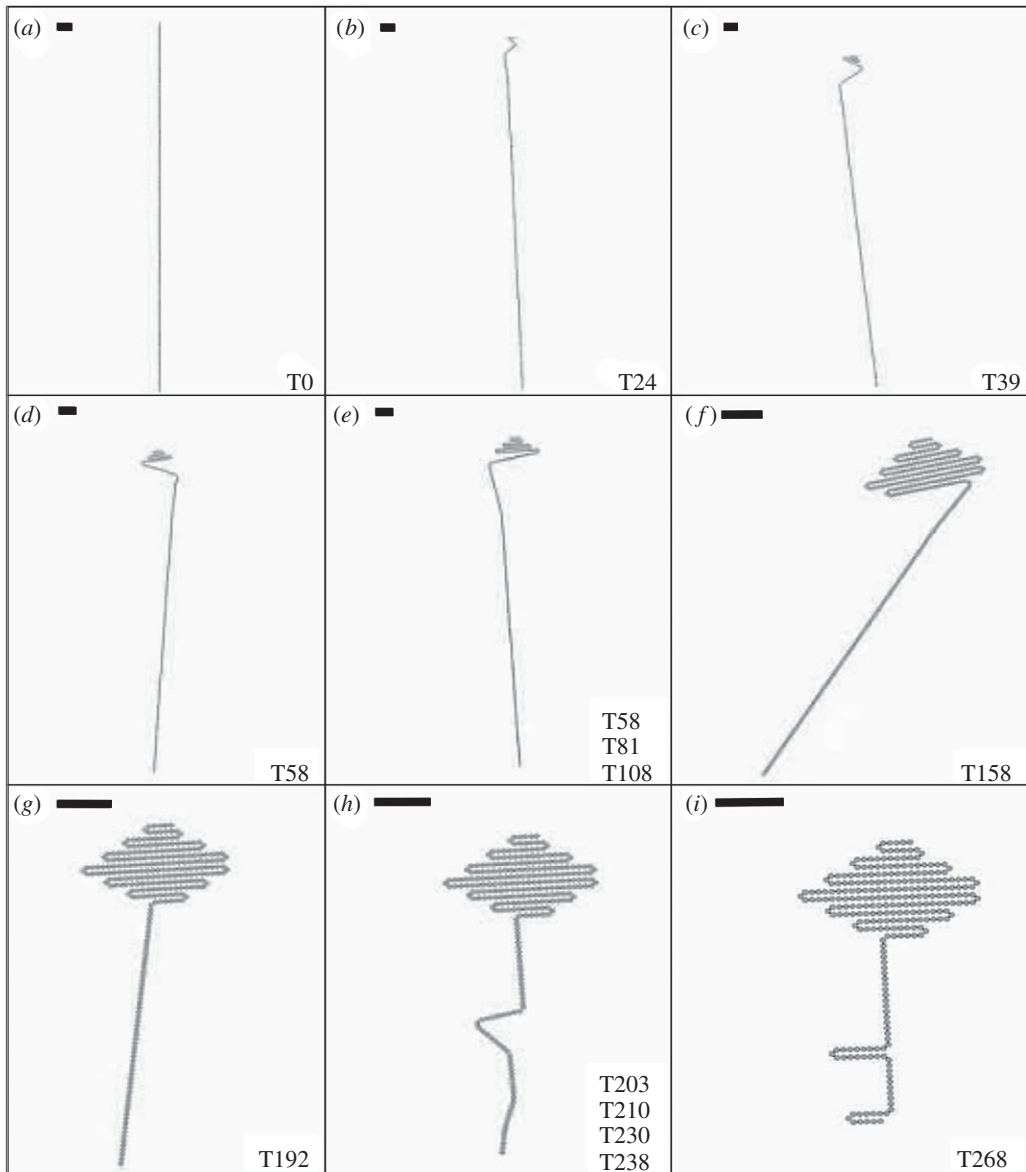 (a)
T0
(b)
T24
(c)
T39
(d)
T58
(e)
T58
T81
T108
(f)
T158
(g)
T192
(h)
T203
T210
T230
T238
(i)
T268